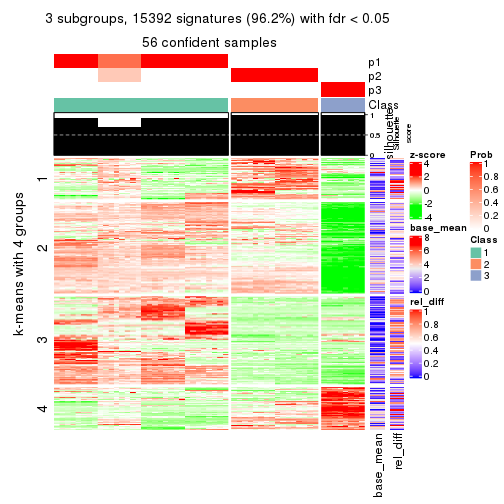 3 subgroups, 15392 signatures (96.2%) with fdr < 0.05
56 confident samples
p1
p2
p3
Class
1
0.5
0
silhouette
Silhouette
score
k-means with 4 groups
1
2
3
4
base_mean
rel_diff
z-score
4
2
0
-2
-4
base_mean
8
6
4
2
0
rel_diff
1
0.8
0.6
0.4
0.2
0
Prob
1
0.8
0.6
0.4
0.2
0
Class
1
2
3